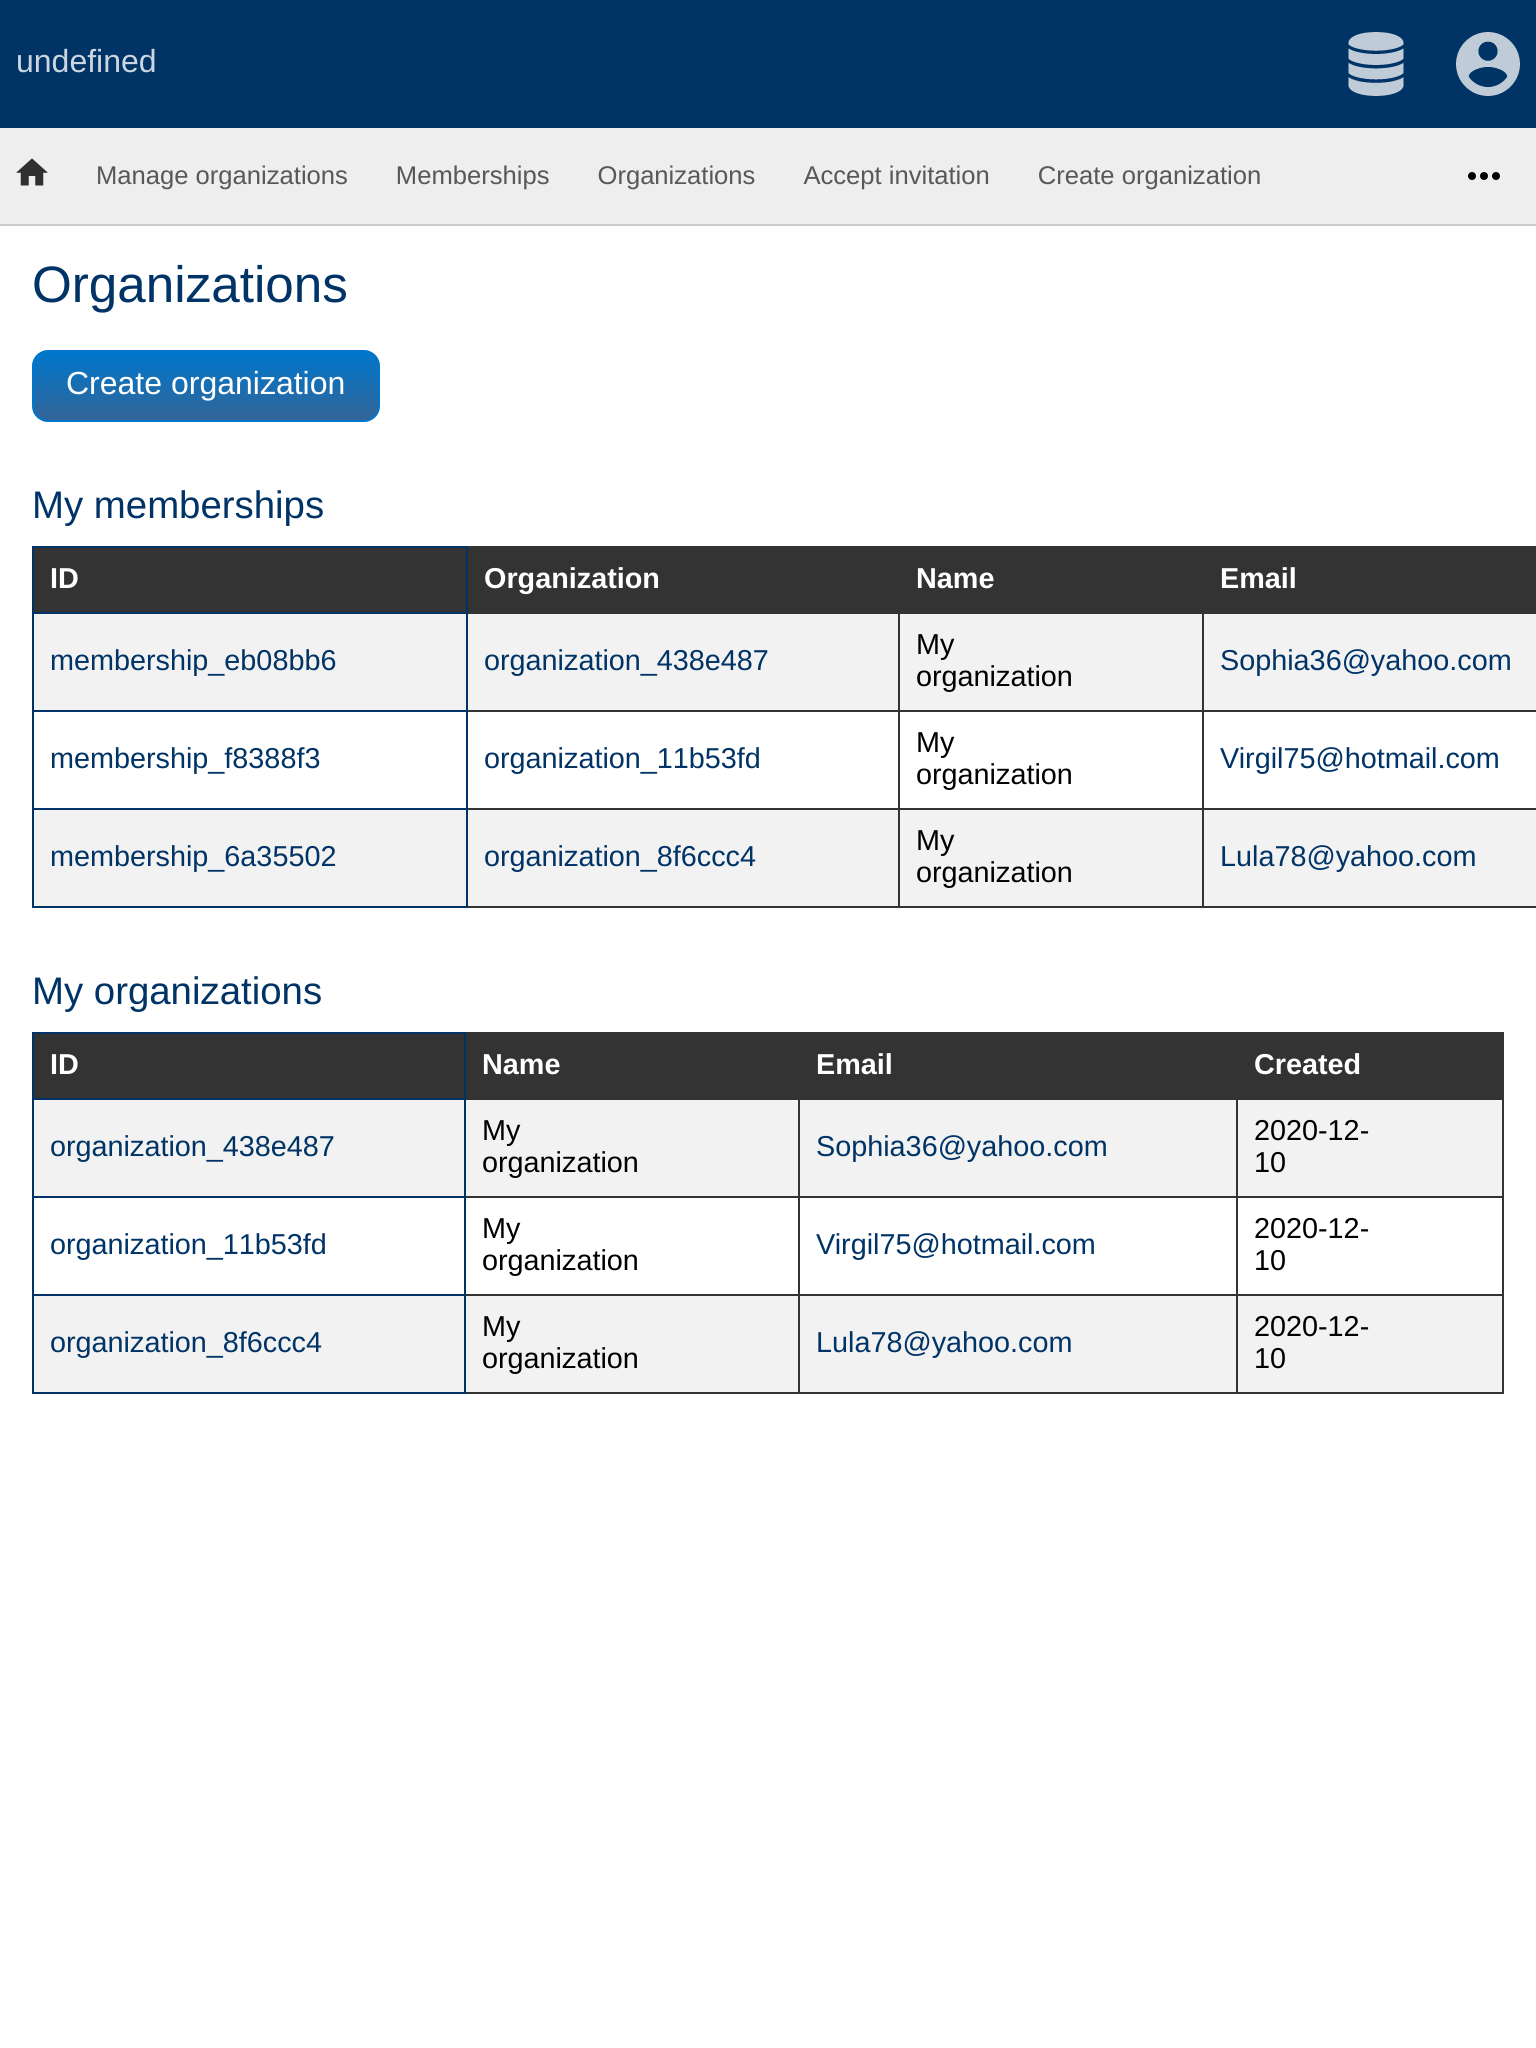 undefined
Manage organizations Memberships Organizations Accept invitation Create organization
Organizations
Create organization
My memberships
ID Organization Name Email
membership_eb08bb6 organization_438e487 My organization Sophia36@yahoo.com
membership_f8388f3 organization_11b53fd My organization Virgil75@hotmail.com
membership_6a35502 organization_8f6ccc4 My organization Lula78@yahoo.com
My organizations
ID Name Email Created
organization_438e487 My organization Sophia36@yahoo.com 2020-12-10
organization_11b53fd My organization Virgil75@hotmail.com 2020-12-10
organization_8f6ccc4 My organization Lula78@yahoo.com 2020-12-10